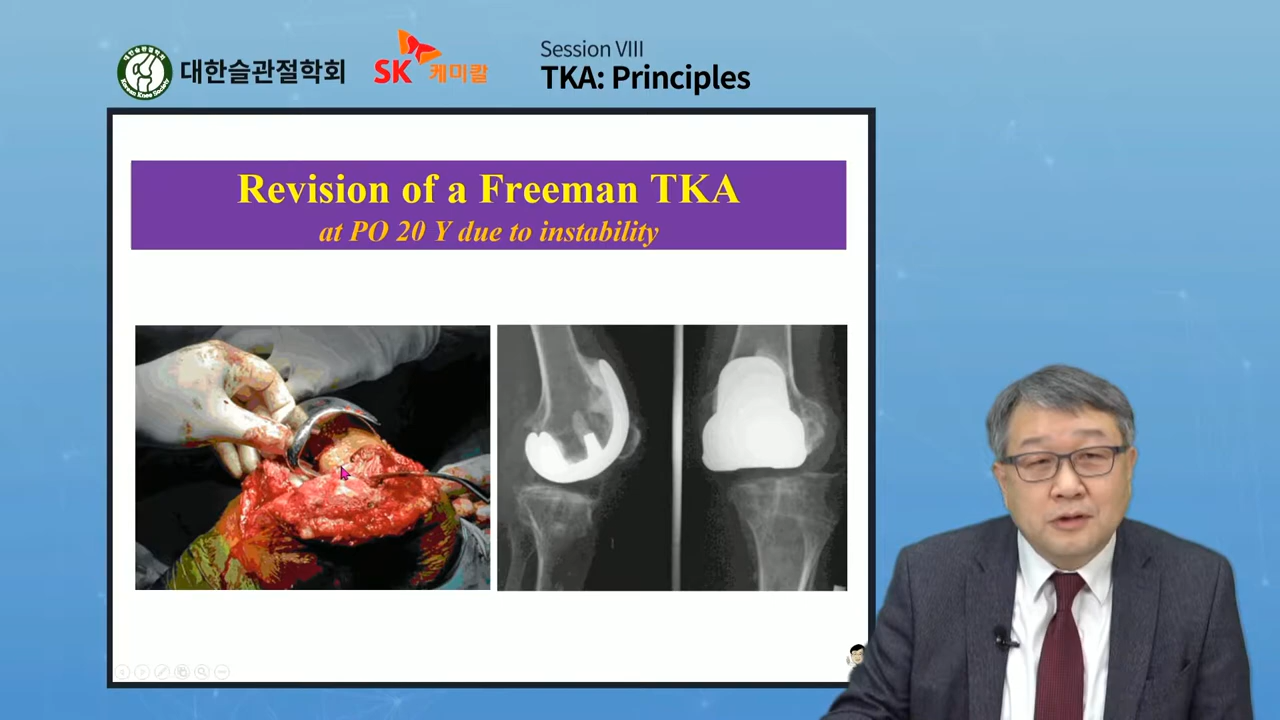 대한슬관절학회
SK 케미칼
Session VIII
TKA: Principles
Revision of a Freeman TKA
at PO 20 Y due to instability